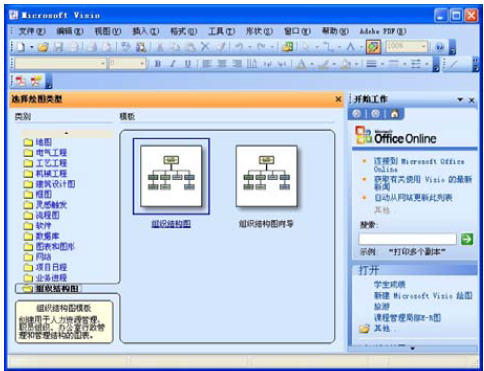 Microsoft Visio
文件(F) 编辑(E) 视图(V) 插入(I) 格式(O) 工具(T) 形状(S) 窗口(W) 帮助(H) Adobe PDF(B)
100%
选择绘图类型
开始工作
类别
模板
地图
电气工程
工艺工程
机械工程
建筑设计图
框图
灵感触发
流程图
软件
数据库
图表和图形
网络
项目日程
业务进程
组织结构图
组织结构图
组织结构图向导
组织结构图模板
创建用于人力资源管理,
职员组织、办公室行政管
理和管理结构的图表。
Office Online
连接到 Microsoft Office
Online
获取有关使用 Visio 的最新
新闻
自动从网站更新此列表
其他
搜索:
示例: "打印多个副本"
打开
学生成绩
新建 Microsoft Visio 绘图
旅游
课程管理局部E-R图
其他...